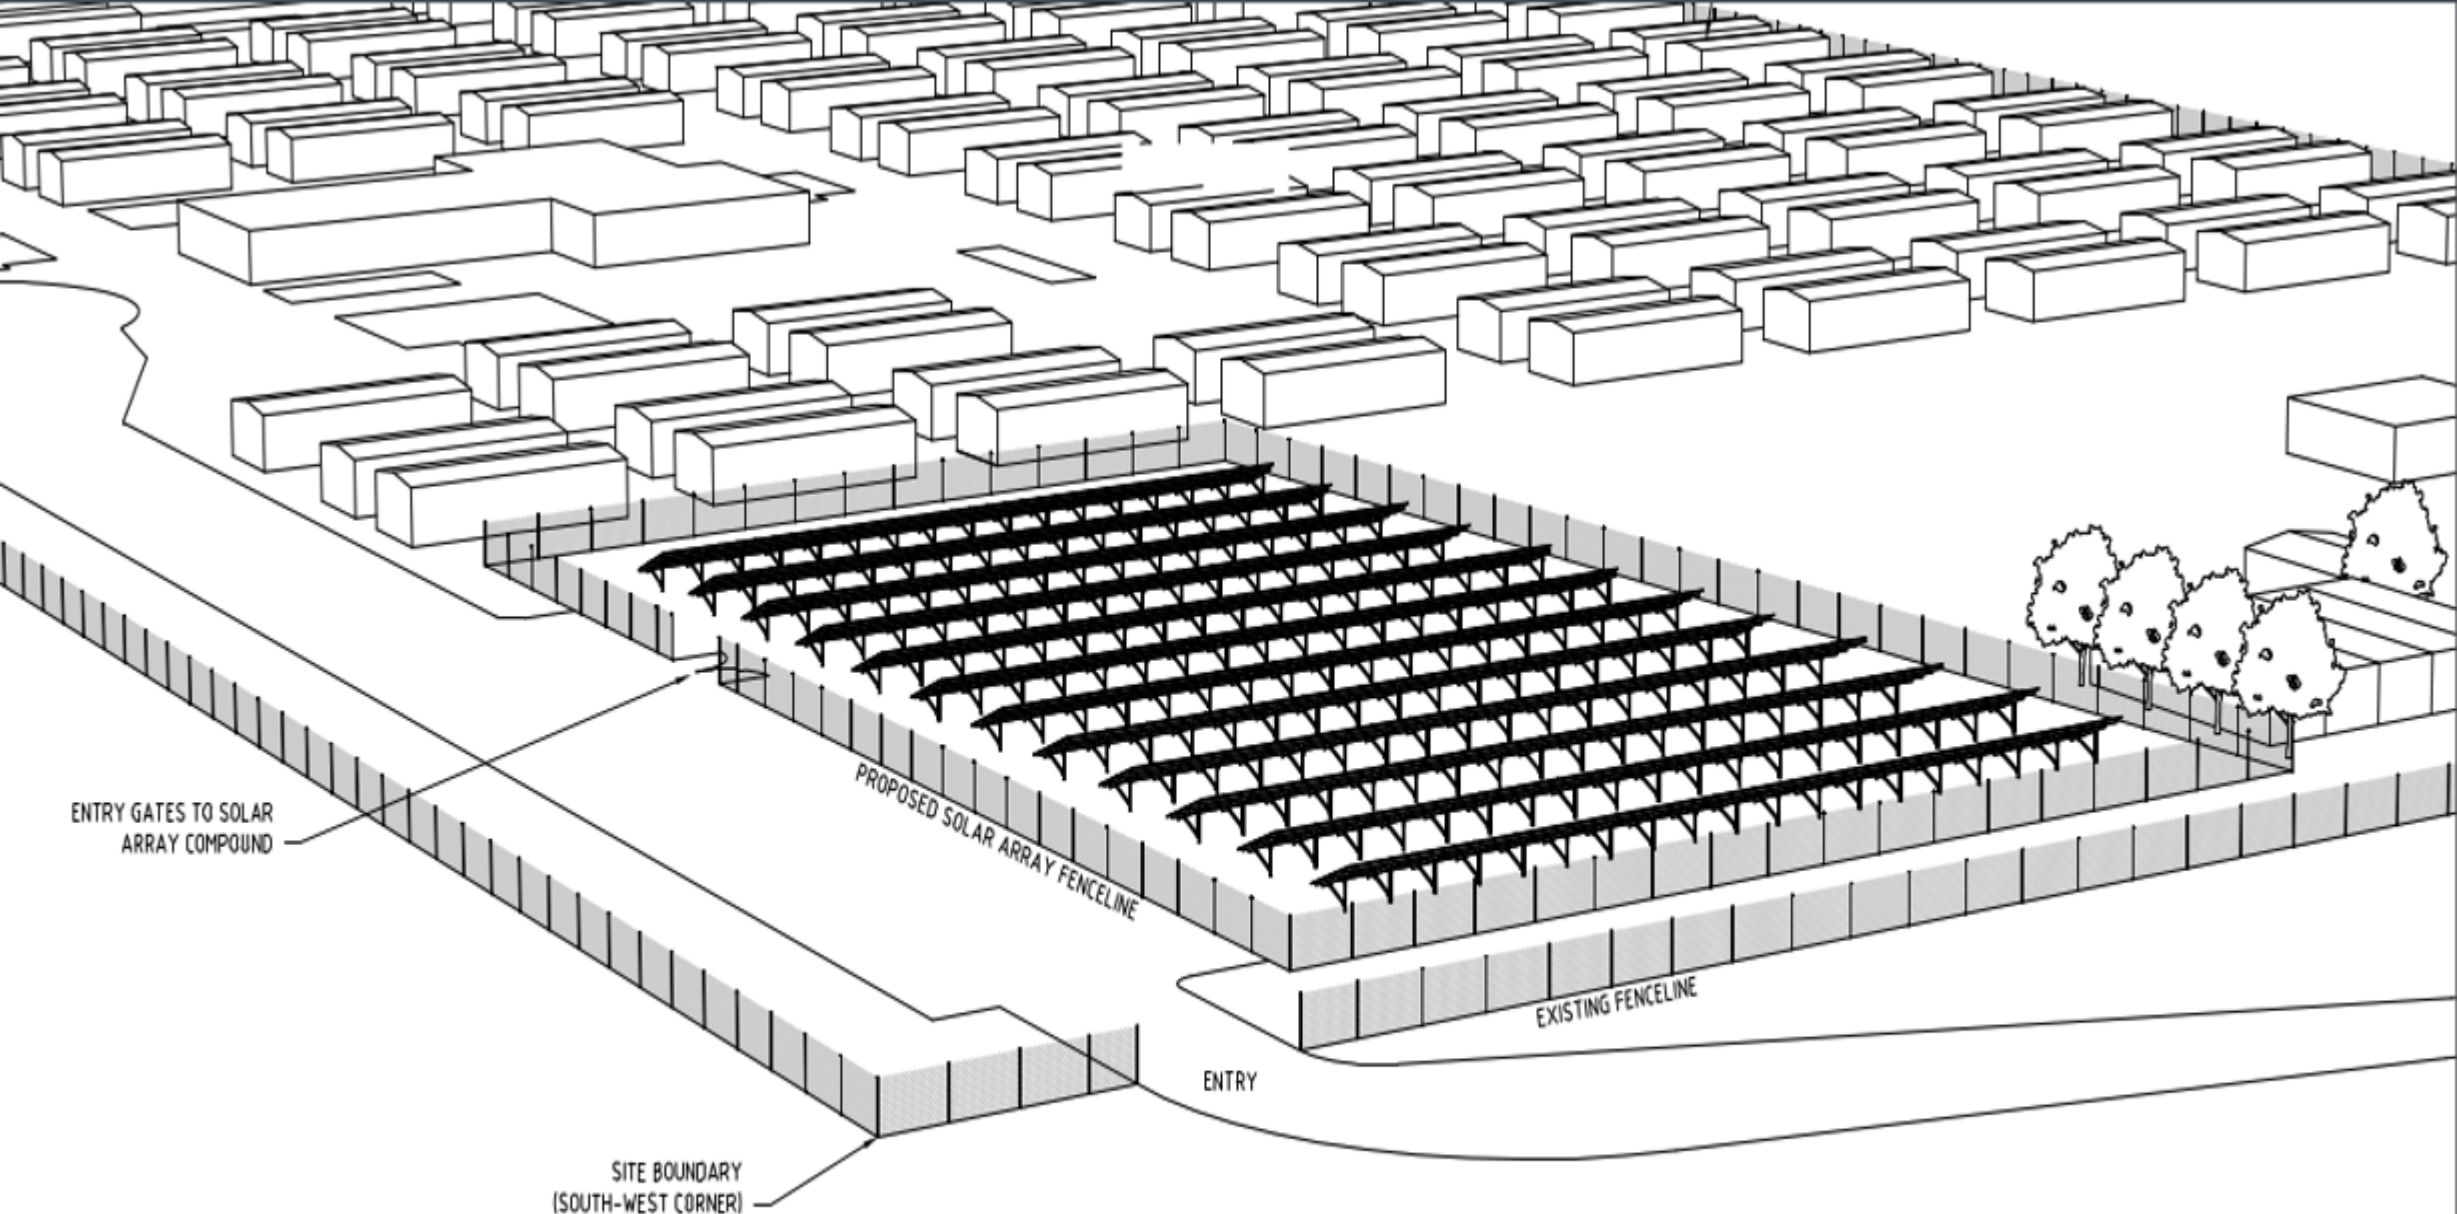 ENTRY GATES TO SOLAR
ARRAY COMPOUND
PROPOSED SOLAR ARRAY FENCELINE
EXISTING FENCELINE
ENTRY
SITE BOUNDARY
(SOUTH-WEST CORNER)